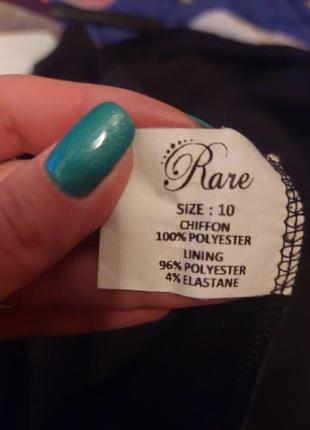 Rare
SIZE : 10
CHIFFON
100% POLYESTER
LINING
96% POLYESTER
4% ELASTANE